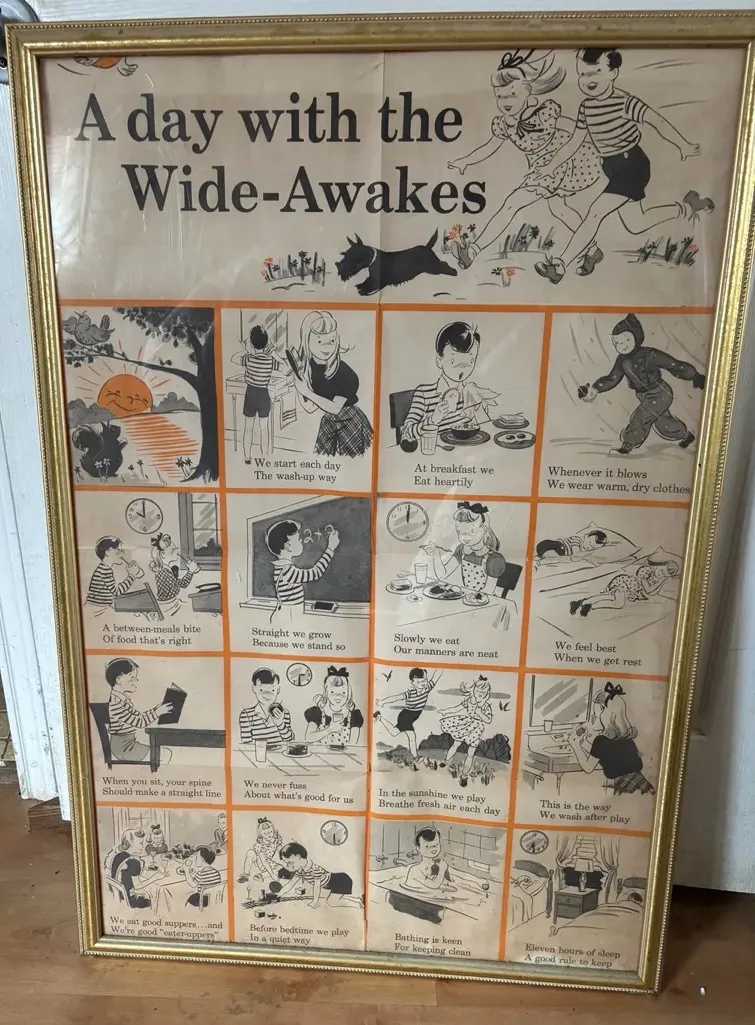 A day with the
Wide-Awakes
We start each day
The wash-up way
At breakfast we
Eat heartily
Whenever it blows
We wear warm, dry clothes
A between-meals bite
Of food that's right
2+2
Straight we grow
Because we stand so
Slowly we eat
Our manners are neat
We feel best
When we get rest
When you sit, your spine
Should make a straight line
We never fuss
About what's good for us
In the sunshine we play
Breathe fresh air each day
This is the way
We wash after play
We eat good suppers...and
We're good "eater-uppers"
Before bedtime we play
In a quiet way
Bathing is keen
For keeping clean
Eleven hours of sleep
A good rule to keep